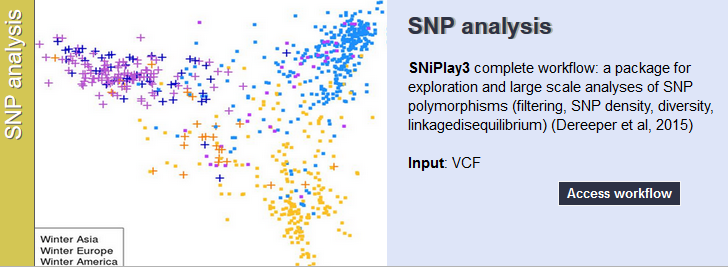 SNP analysis
SNP analysis
SNiPlay3 complete workflow: a package for
exploration and large scale analyses of SNP
polymorphisms (filtering, SNP density, diversity,
linkagedisequilibrium) (Dereeper et al, 2015)
Input: VCF
Access workflow
Winter Asia
Winter Europe
Winter America